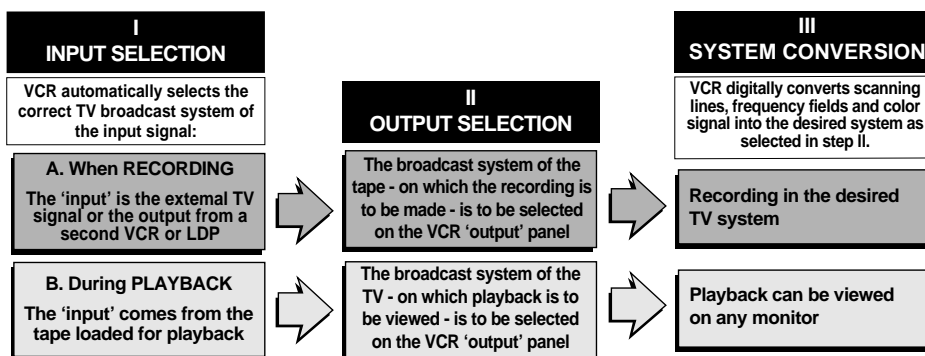 I
INPUT SELECTION
VCR automatically selects the
correct TV broadcast system of
the input signal:
A. When RECORDING
The ‘input’ is the external TV
signal or the output from a
second VCR or LDP
B. During PLAYBACK
The ‘input’ comes from the
tape loaded for playback
II
OUTPUT SELECTION
The broadcast system of the
tape - on which the recording is
to be made - is to be selected
on the VCR ‘output’ panel
The broadcast system of the
TV - on which playback is to
be viewed - is to be selected
on the VCR ‘output’ panel
III
SYSTEM CONVERSION
VCR digitally converts scanning
lines, frequency fields and color
signal into the desired system as
selected in step II.
Recording in the desired
TV system
Playback can be viewed
on any monitor